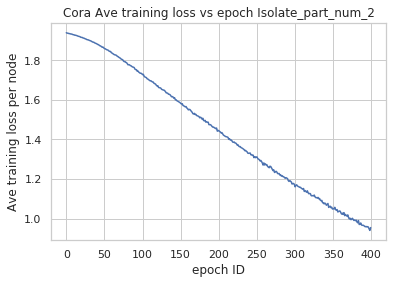 Cora Ave training loss vs epoch Isolate_part_num_2
Ave training loss per node
1.8
1.6
1.4
1.2
1.0
0 50 100 150 200 250 300 350 400
epoch ID